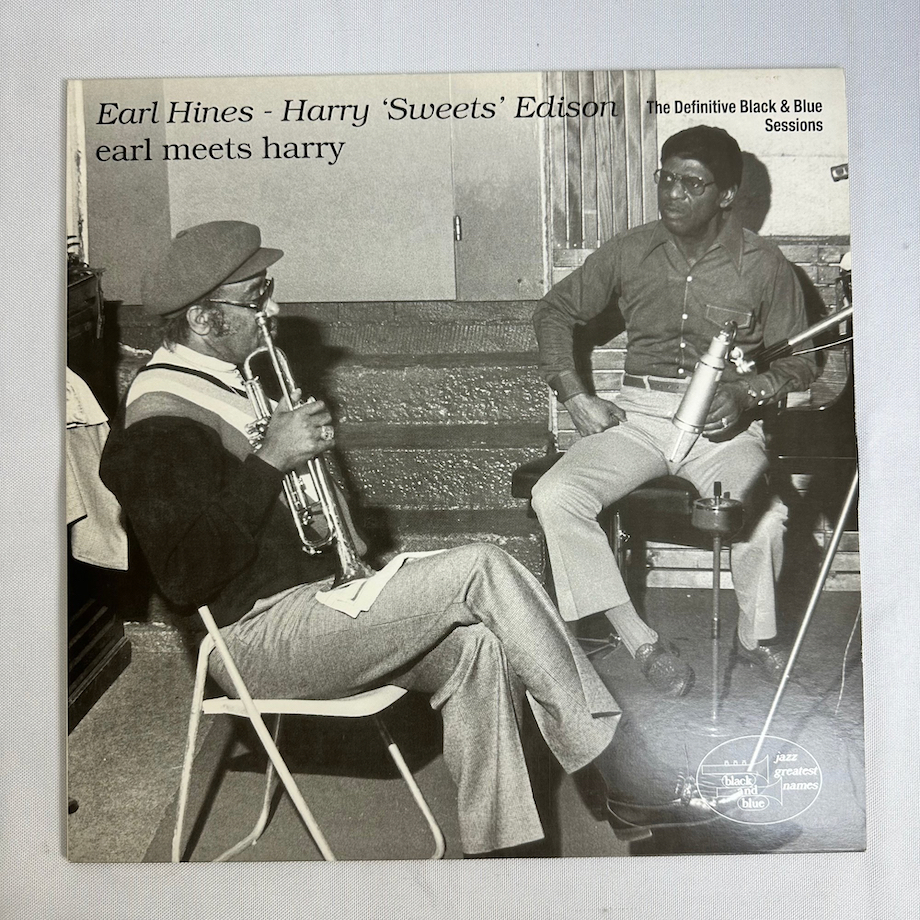 Earl Hines - Harry ‘Sweets’ Edison
earl meets harry
The Definitive Black & Blue
Sessions
jazz
greatest
names
black
and
blue